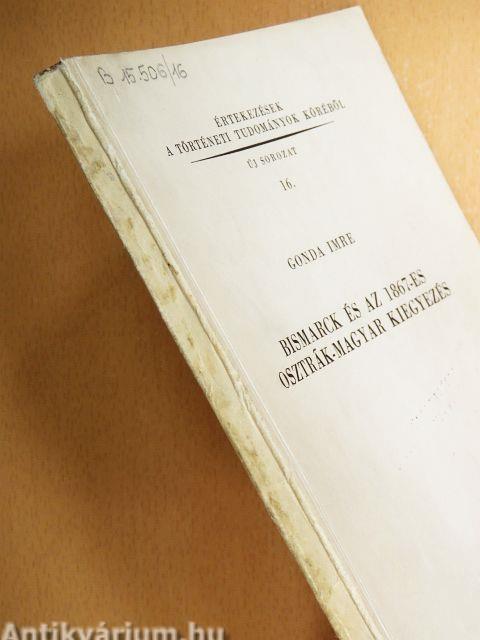 B 15.506/16
ÉRTEKEZÉSEK
A TÖRTÉNETI TUDOMÁNYOK KÖRÉBŐL
ÚJ SOROZAT
16.
GONDA IMRE
BISMARCK ÉS AZ 1867-ES
OSZTRÁK-MAGYAR KIEGYEZÉS
Antikvárium.hu